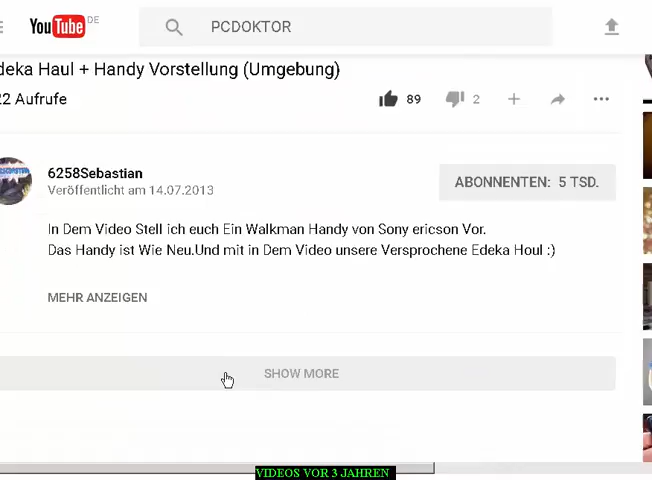 YouTube DE
PCDOKTOR
deka Haul + Handy Vorstellung (Umgebung)
22 Aufrufe
89
2
6258Sebastian
Veröffentlicht am 14.07.2013
ABONNENTEN: 5 TSD.
In Dem Video Stell ich euch Ein Walkman Handy von Sony ericson Vor.
Das Handy ist Wie Neu.Und mit in Dem Video unsere Versprochene Edeka Houl :)
MEHR ANZEIGEN
SHOW MORE
VIDEOS VOR 3 JAHREN